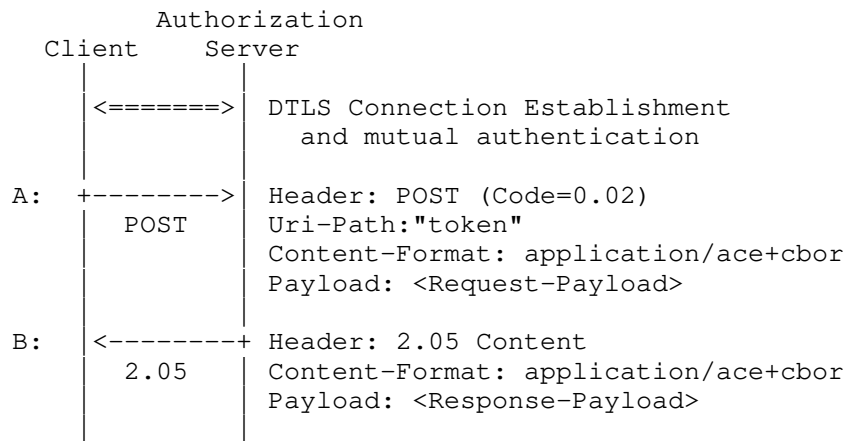 Authorization
Client Server
<=======> DTLS Connection Establishment
and mutual authentication
A: +--------> Header: POST (Code=0.02)
POST Uri-Path:"token"
Content-Format: application/ace+cbor
Payload: <Request-Payload>
B: <--------+ Header: 2.05 Content
2.05 Content-Format: application/ace+cbor
Payload: <Response-Payload>